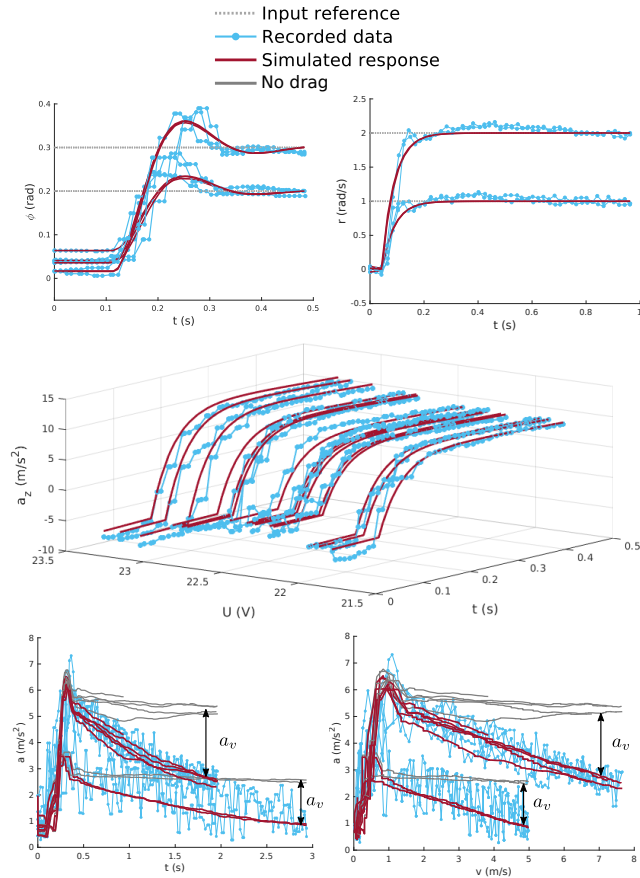 Input reference
Recorded data
Simulated response
No drag
0.4
0.3
0.2
0.1
0
ϕ (rad)
0 0.1 0.2 0.3 0.4 0.5
t (s)
2.5
2
1.5
1
0.5
0
-0.5
r (rad/s)
0 0.2 0.4 0.6 0.8 1
t (s)
15
10
5
0
-5
-10
a_z (m/s²)
23.5 23 22.5 22 21.5
U (V)
0 0.1 0.2 0.3 0.4 0.5
t (s)
8
7
6
5
4
3
2
1
0
a (m/s²)
a_v
a_v
0 0.5 1 1.5 2 2.5 3
t (s)
8
7
6
5
4
3
2
1
0
a (m/s²)
a_v
a_v
0 1 2 3 4 5 6 7 8
v (m/s)